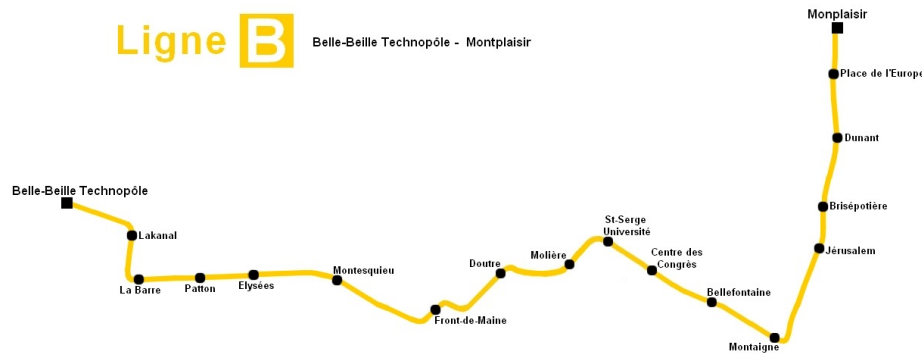 Ligne B
Belle-Beille Technopôle - Montplaisir
Monplaisir
Place de l'Europe
Dunant
Belle-Beille Technopôle
Brisépotière
St-Serge
Université
Lakanal
Jérusalem
Molière
Centre des
Congrès
Doutre
Montesquieu
Elysées
Patton
La Barre
Bellefontaine
Front-de-Maine
Montaigne